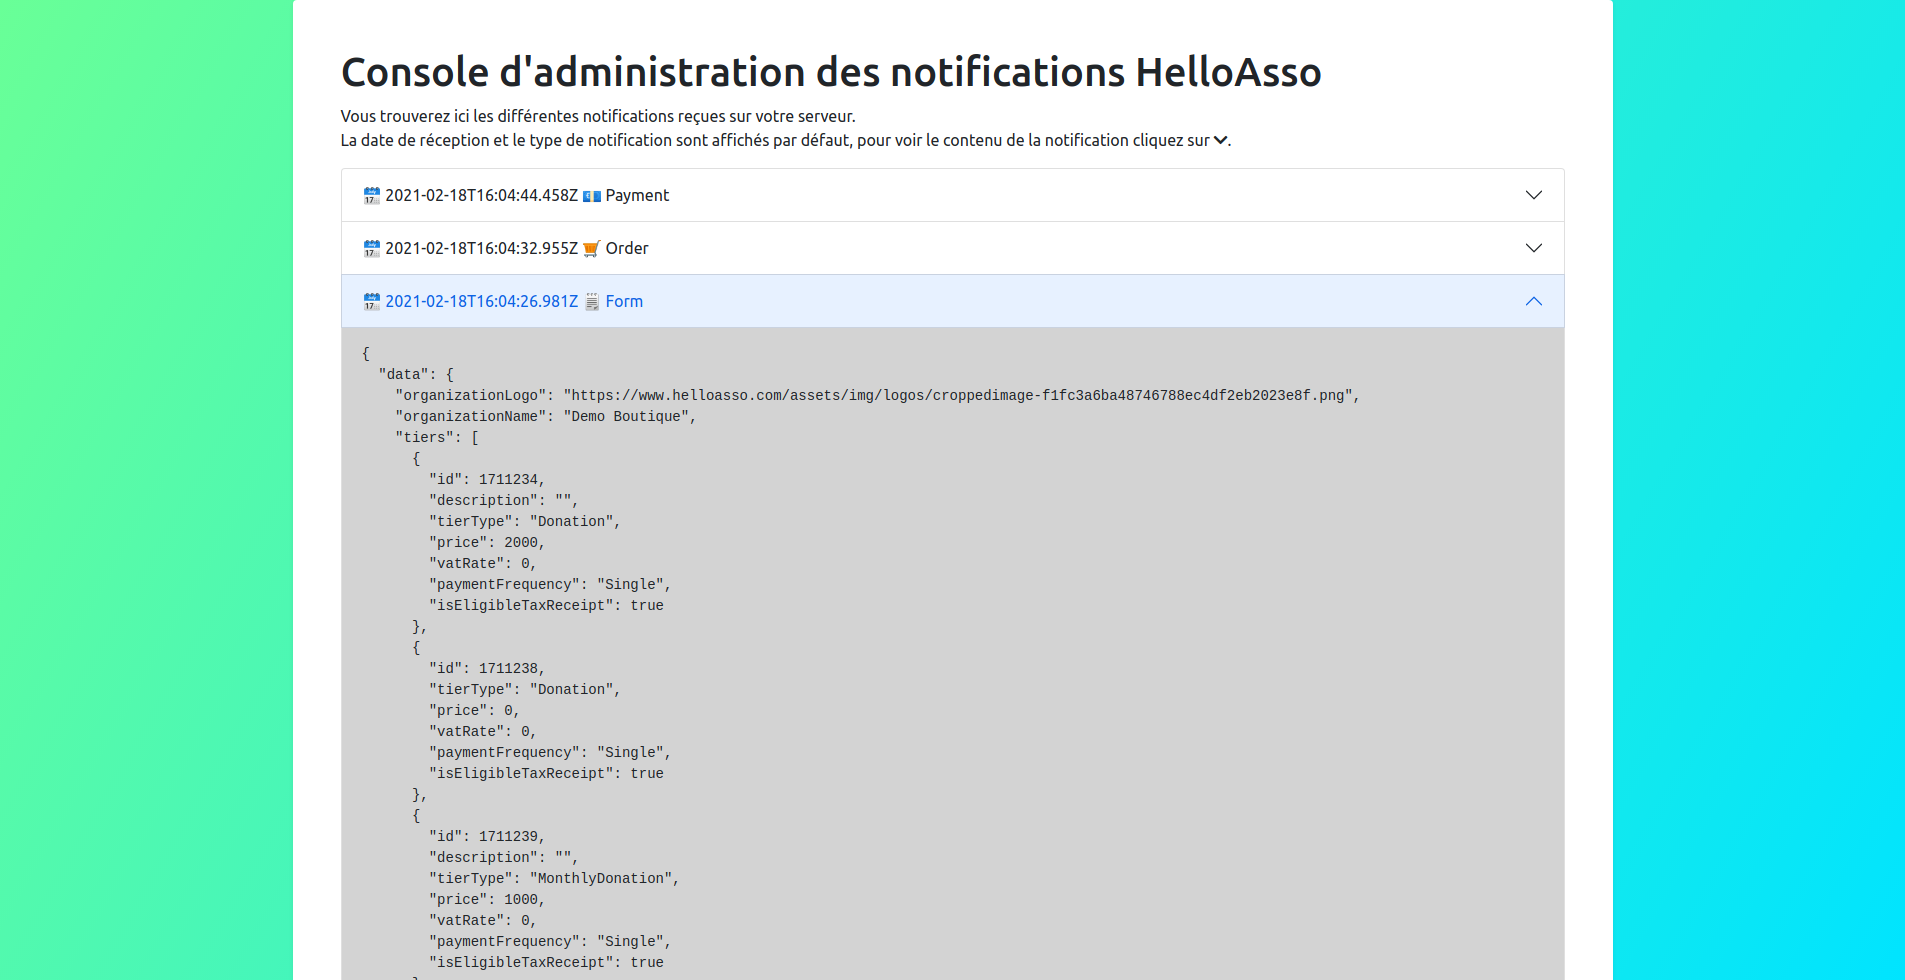 Console d'administration des notifications HelloAsso
Vous trouverez ici les différentes notifications reçues sur votre serveur.
La date de réception et le type de notification sont affichés par défaut, pour voir le contenu de la notification cliquez sur .
2021-02-18T16:04:44.458Z Payment
2021-02-18T16:04:32.955Z Order
2021-02-18T16:04:26.981Z Form
{
  "data": {
    "organizationLogo": "https://www.helloasso.com/assets/img/logos/croppedimage-f1fc3a6ba48746788ec4df2eb2023e8f.png",
    "organizationName": "Demo Boutique",
    "tiers": [
      {
        "id": 1711234,
        "description": "",
        "tierType": "Donation",
        "price": 2000,
        "vatRate": 0,
        "paymentFrequency": "Single",
        "isEligibleTaxReceipt": true
      },
      {
        "id": 1711238,
        "tierType": "Donation",
        "price": 0,
        "vatRate": 0,
        "paymentFrequency": "Single",
        "isEligibleTaxReceipt": true
      },
      {
        "id": 1711239,
        "description": "",
        "tierType": "MonthlyDonation",
        "price": 1000,
        "vatRate": 0,
        "paymentFrequency": "Single",
        "isEligibleTaxReceipt": true